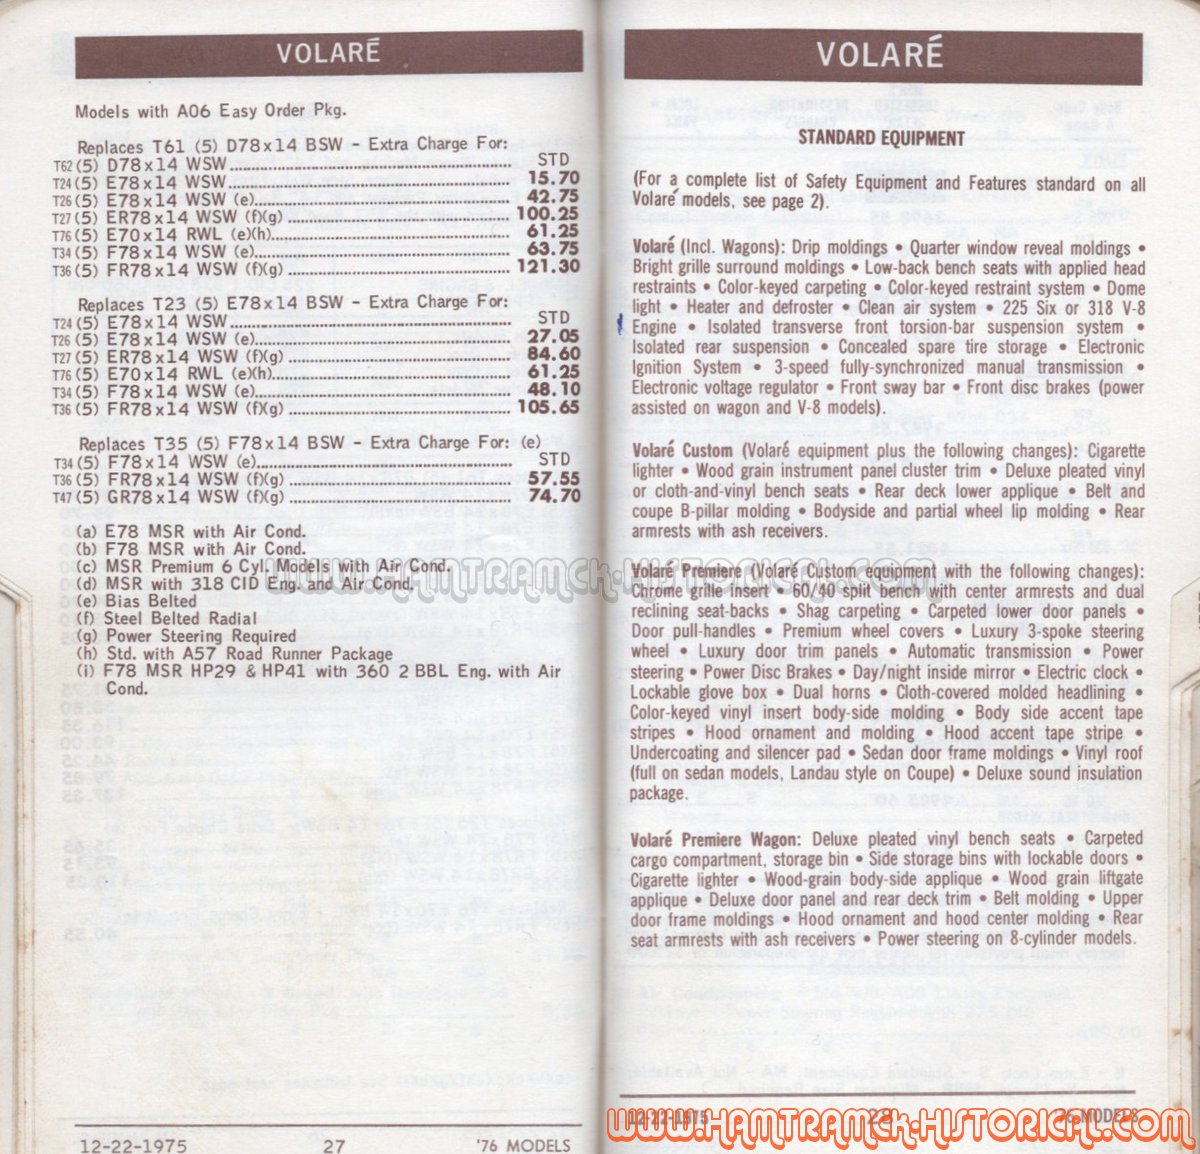 VOLARÉ
Models with A06 Easy Order Pkg.
Replaces T61 (5) D78x14 BSW - Extra Charge For:
T62 (5) D78x14 WSW STD
T24 (5) E78x14 WSW 15.70
T26 (5) E78x14 WSW (e) 42.75
T27 (5) ER78x14 WSW (f)(g) 100.25
T76 (5) E70x14 RWL (e)(h) 61.25
T34 (5) F78x14 WSW (e) 63.75
T36 (5) FR78x14 WSW (f)(g) 121.30
Replaces T23 (5) E78x14 BSW - Extra Charge For:
T24 (5) E78x14 WSW STD
T26 (5) E78x14 WSW (e) 27.05
T27 (5) ER78x14 WSW (f)(g) 84.60
T76 (5) E70x14 RWL (e)(h) 61.25
T34 (5) F78x14 WSW (e) 48.10
T36 (5) FR78x14 WSW (f)(g) 105.65
Replaces T35 (5) F78x14 BSW - Extra Charge For: (e)
T34 (5) F78x14 WSW (e) STD
T36 (5) FR78x14 WSW (f)(g) 57.55
T47 (5) GR78x14 WSW (f)(g) 74.70
(a) E78 MSR with Air Cond.
(b) F78 MSR with Air Cond.
(c) MSR Premium 6 Cyl. Models with Air Cond.
(d) MSR with 318 CID Eng. and Air Cond.
(e) Bias Belted
(f) Steel Belted Radial
(g) Power Steering Required
(h) Std. with A57 Road Runner Package
(i) F78 MSR HP29 & HP41 with 360 2 BBL Eng. with Air
Cond.
12-22-1975 27 '76 MODELS
VOLARÉ
STANDARD EQUIPMENT
(For a complete list of Safety Equipment and Features standard on all
Volaré models, see page 2).
Volaré (Incl. Wagons): Drip moldings • Quarter window reveal moldings •
Bright grille surround moldings • Low-back bench seats with applied head
restraints • Color-keyed carpeting • Color-keyed restraint system • Dome
light • Heater and defroster • Clean air system • 225 Six or 318 V-8
Engine • Isolated transverse front torsion-bar suspension system •
Isolated rear suspension • Concealed spare tire storage • Electronic
Ignition System • 3-speed fully-synchronized manual transmission •
Electronic voltage regulator • Front sway bar • Front disc brakes (power
assisted on wagon and V-8 models).
Volaré Custom (Volaré equipment plus the following changes): Cigarette
lighter • Wood grain instrument panel cluster trim • Deluxe pleated vinyl
or cloth-and-vinyl bench seats • Rear deck lower applique • Belt and
coupe B-pillar molding • Bodyside and partial wheel lip molding • Rear
armrests with ash receivers.
Volaré Premiere (Volaré Custom equipment with the following changes):
Chrome grille insert • 60/40 split bench with center armrests and dual
reclining seat-backs • Shag carpeting • Carpeted lower door panels •
Door pull-handles • Premium wheel covers • Luxury 3-spoke steering
wheel • Luxury door trim panels • Automatic transmission • Power
steering • Power Disc Brakes • Day/night inside mirror • Electric clock •
Lockable glove box • Dual horns • Cloth-covered molded headlining •
Color-keyed vinyl insert body-side molding • Body side accent tape
stripes • Hood ornament and molding • Hood accent tape stripe •
Undercoating and silencer pad • Sedan door frame moldings • Vinyl roof
(full on sedan models, Landau style on Coupe) • Deluxe sound insulation
package.
Volaré Premiere Wagon: Deluxe pleated vinyl bench seats • Carpeted
cargo compartment, storage bin • Side storage bins with lockable doors •
Cigarette lighter • Wood-grain body-side applique • Wood grain liftgate
applique • Deluxe door panel and rear deck trim • Belt molding • Upper
door frame moldings • Hood ornament and hood center molding • Rear
seat armrests with ash receivers • Power steering on 8-cylinder models.
12-22-1975 28 '76 MODELS
WWW.HAMTRAMCK-HISTORICAL.COM
WWW.HAMTRAMCK-HISTORICAL.COM